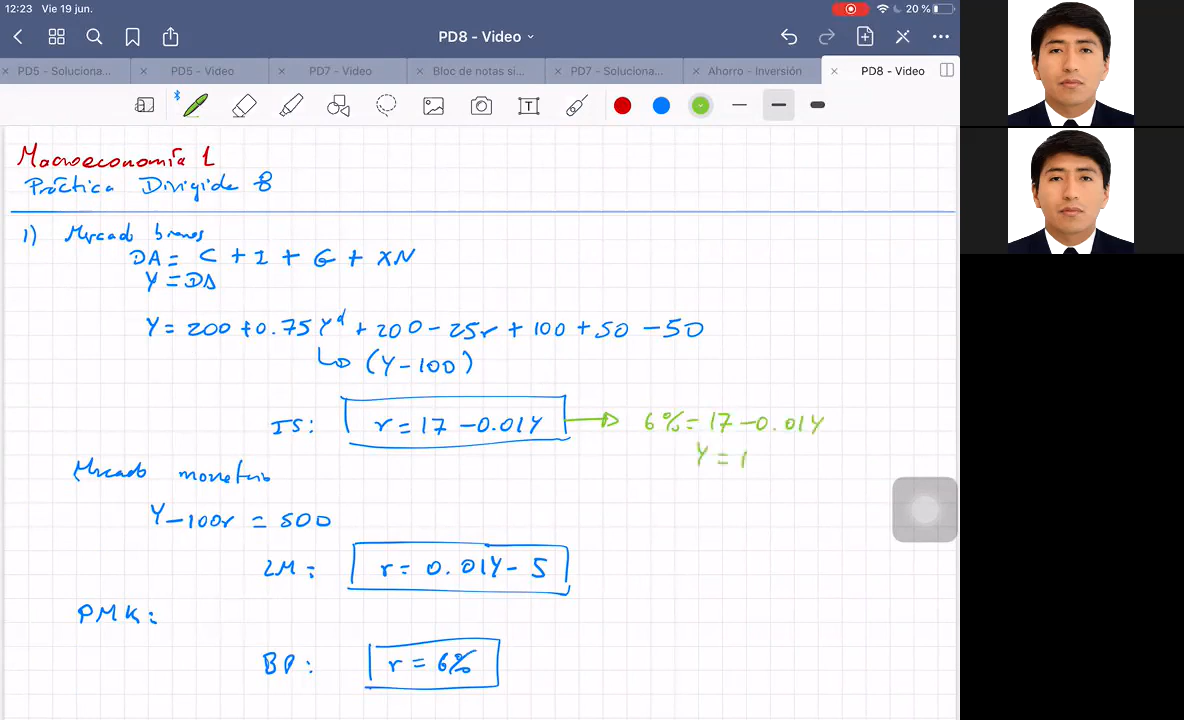 12:23 Vie 19 jun.
20 %
PD8 - Video
PD5 - Soluciona...
PD5 - Video
PD7 - Video
Bloc de notas si...
PD7 - Soluciona...
Ahorro - Inversión
PD8 - Video
Macroeconomía 1
Práctica Dirigida 8
1) Mercado bienes
DA = C + I + G + XN
Y = DA
Y = 200 + 0.75Y^d + 200 - 25r + 100 + 50 - 50
↳ (Y - 100)
IS: r = 17 - 0.01Y → 6% = 17 - 0.01Y
Y = 1
Mercado monetario
Y - 100r = 500
LM: r = 0.01Y - 5
PMK:
BP: r = 6%